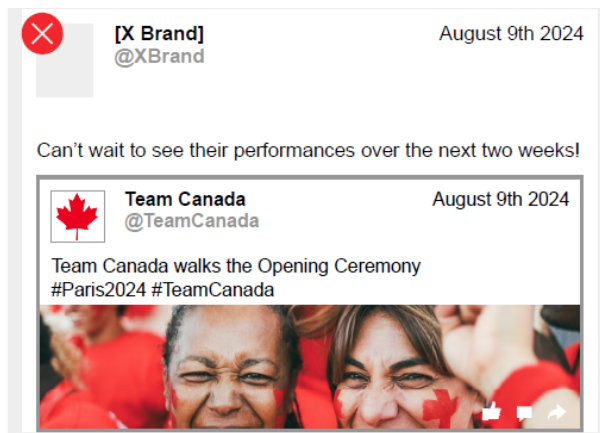 [X Brand]
August 9th 2024
@XBrand
Can't wait to see their performances over the next two weeks!
Team Canada
August 9th 2024
@TeamCanada
Team Canada walks the Opening Ceremony
#Paris2024 #TeamCanada